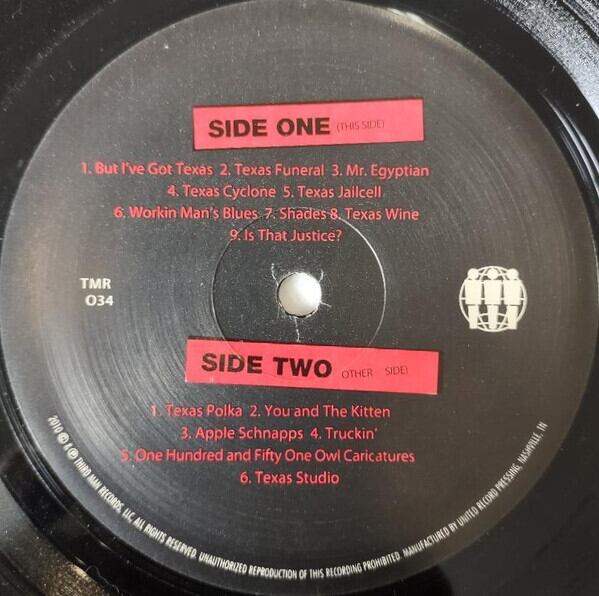 SIDE ONE (THIS SIDE)
1. But I've Got Texas 2. Texas Funeral 3. Mr. Egyptian
4. Texas Cyclone 5. Texas Jailcell
6. Workin Man's Blues 7. Shades 8. Texas Wine
9. Is That Justice?
TMR
034
SIDE TWO OTHER SIDE)
1. Texas Polka 2. You and The Kitten
3. Apple Schnapps 4. Truckin'
5. One Hundred and Fifty One Owl Caricatures
6. Texas Studio
2010 © & ℗ THIRD MAN RECORDS, LLC ALL RIGHTS RESERVED. UNAUTHORIZED REPRODUCTION OF THIS RECORDING PROHIBITED. MANUFACTURED BY UNITED RECORD PRESSING, NASHVILLE, TN